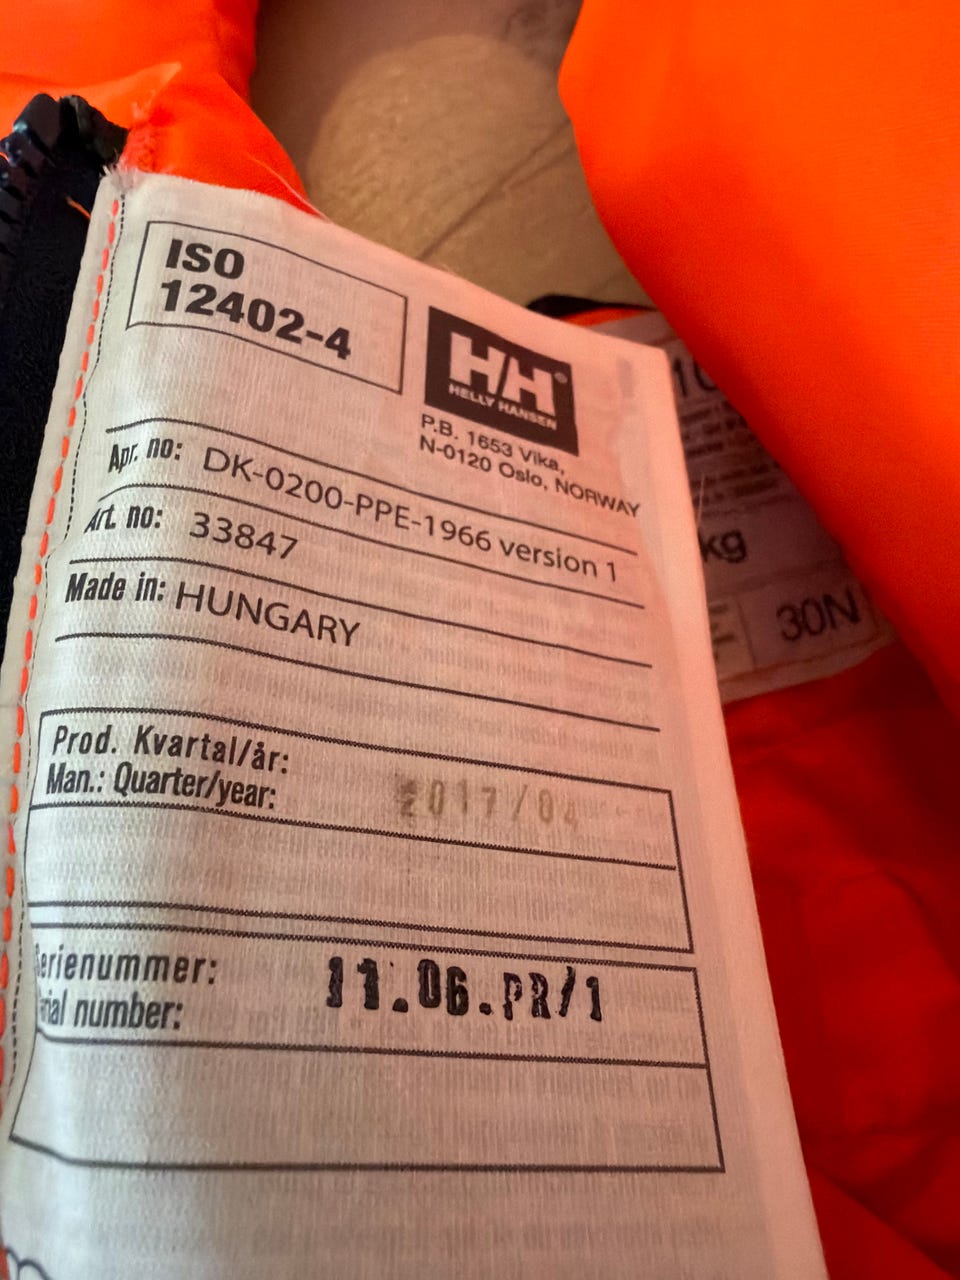 ISO
12402-4
HH®
HELLY HANSEN
P.B. 1653 Vika,
N-0120 Oslo, NORWAY
Apr. no: DK-0200-PPE-1966 version 1
Art. no: 33847
Made in: HUNGARY
Prod. Kvartal/år:
Man.: Quarter/year: 2017/04
Serienummer:
Serial number: 11.06.PR/1
kg
30N